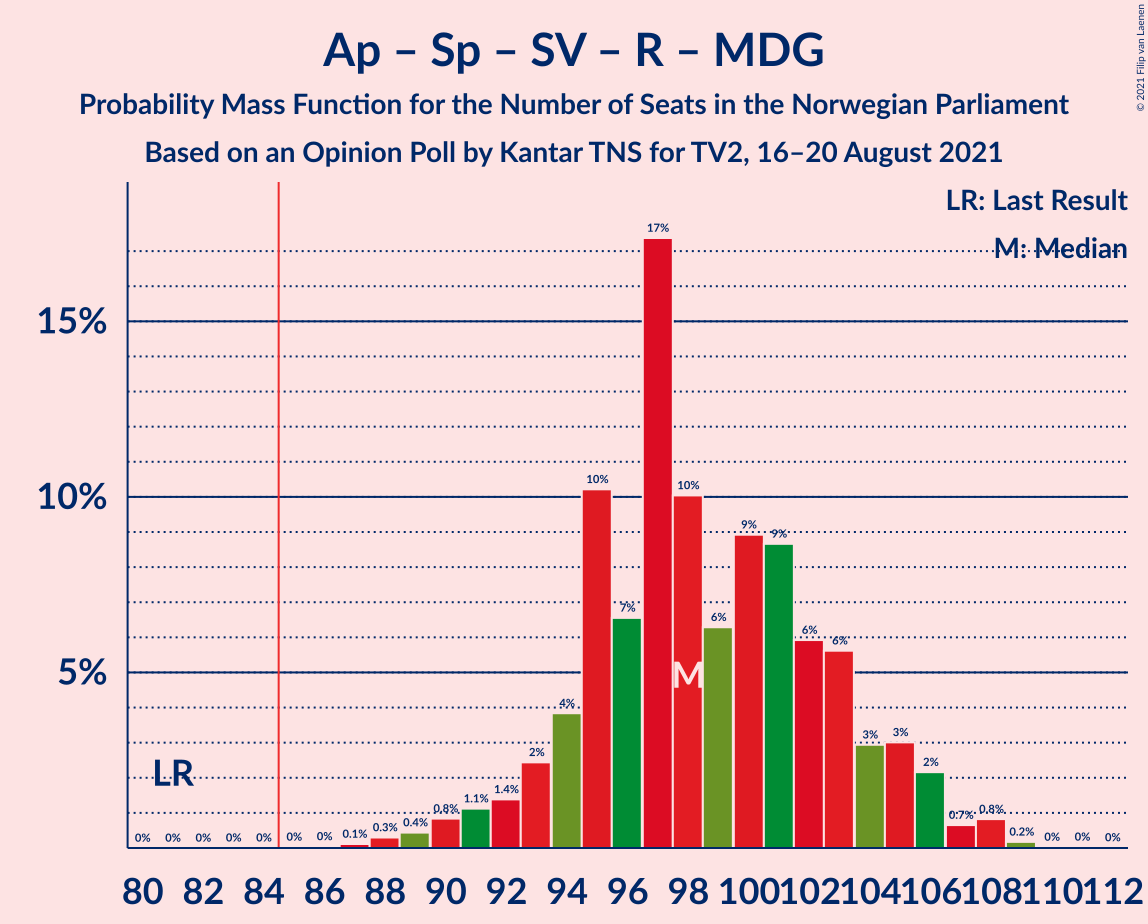 Ap – Sp – SV – R – MDG
Probability Mass Function for the Number of Seats in the Norwegian Parliament
Based on an Opinion Poll by Kantar TNS for TV2, 16–20 August 2021
© 2021 Filip van Laenen
LR: Last Result
M: Median
15%
10%
5%
LR
M
0% 0% 0% 0% 0% 0% 0% 0.1% 0.3% 0.4% 0.8% 1.1% 1.4% 2% 4% 10% 7% 17% 10% 6% 9% 9% 6% 6% 3% 3% 2% 0.7% 0.8% 0.2% 0% 0% 0%
80 82 84 86 88 90 92 94 96 98 100 102 104 106 108 110 112